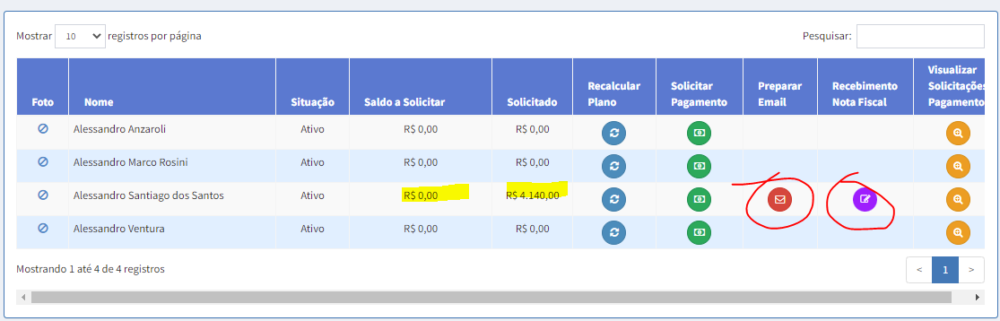 Mostrar 10 registros por página Pesquisar:
Foto Nome Situação Saldo a Solicitar Solicitado Recalcular Plano Solicitar Pagamento Preparar Email Recebimento Nota Fiscal Visualizar Solicitações Pagamento
Alessandro Anzaroli Ativo R$ 0,00 R$ 0,00
Alessandro Marco Rosini Ativo R$ 0,00 R$ 0,00
Alessandro Santiago dos Santos Ativo R$ 0,00 R$ 4.140,00
Alessandro Ventura Ativo R$ 0,00 R$ 0,00
Mostrando 1 até 4 de 4 registros < 1 >